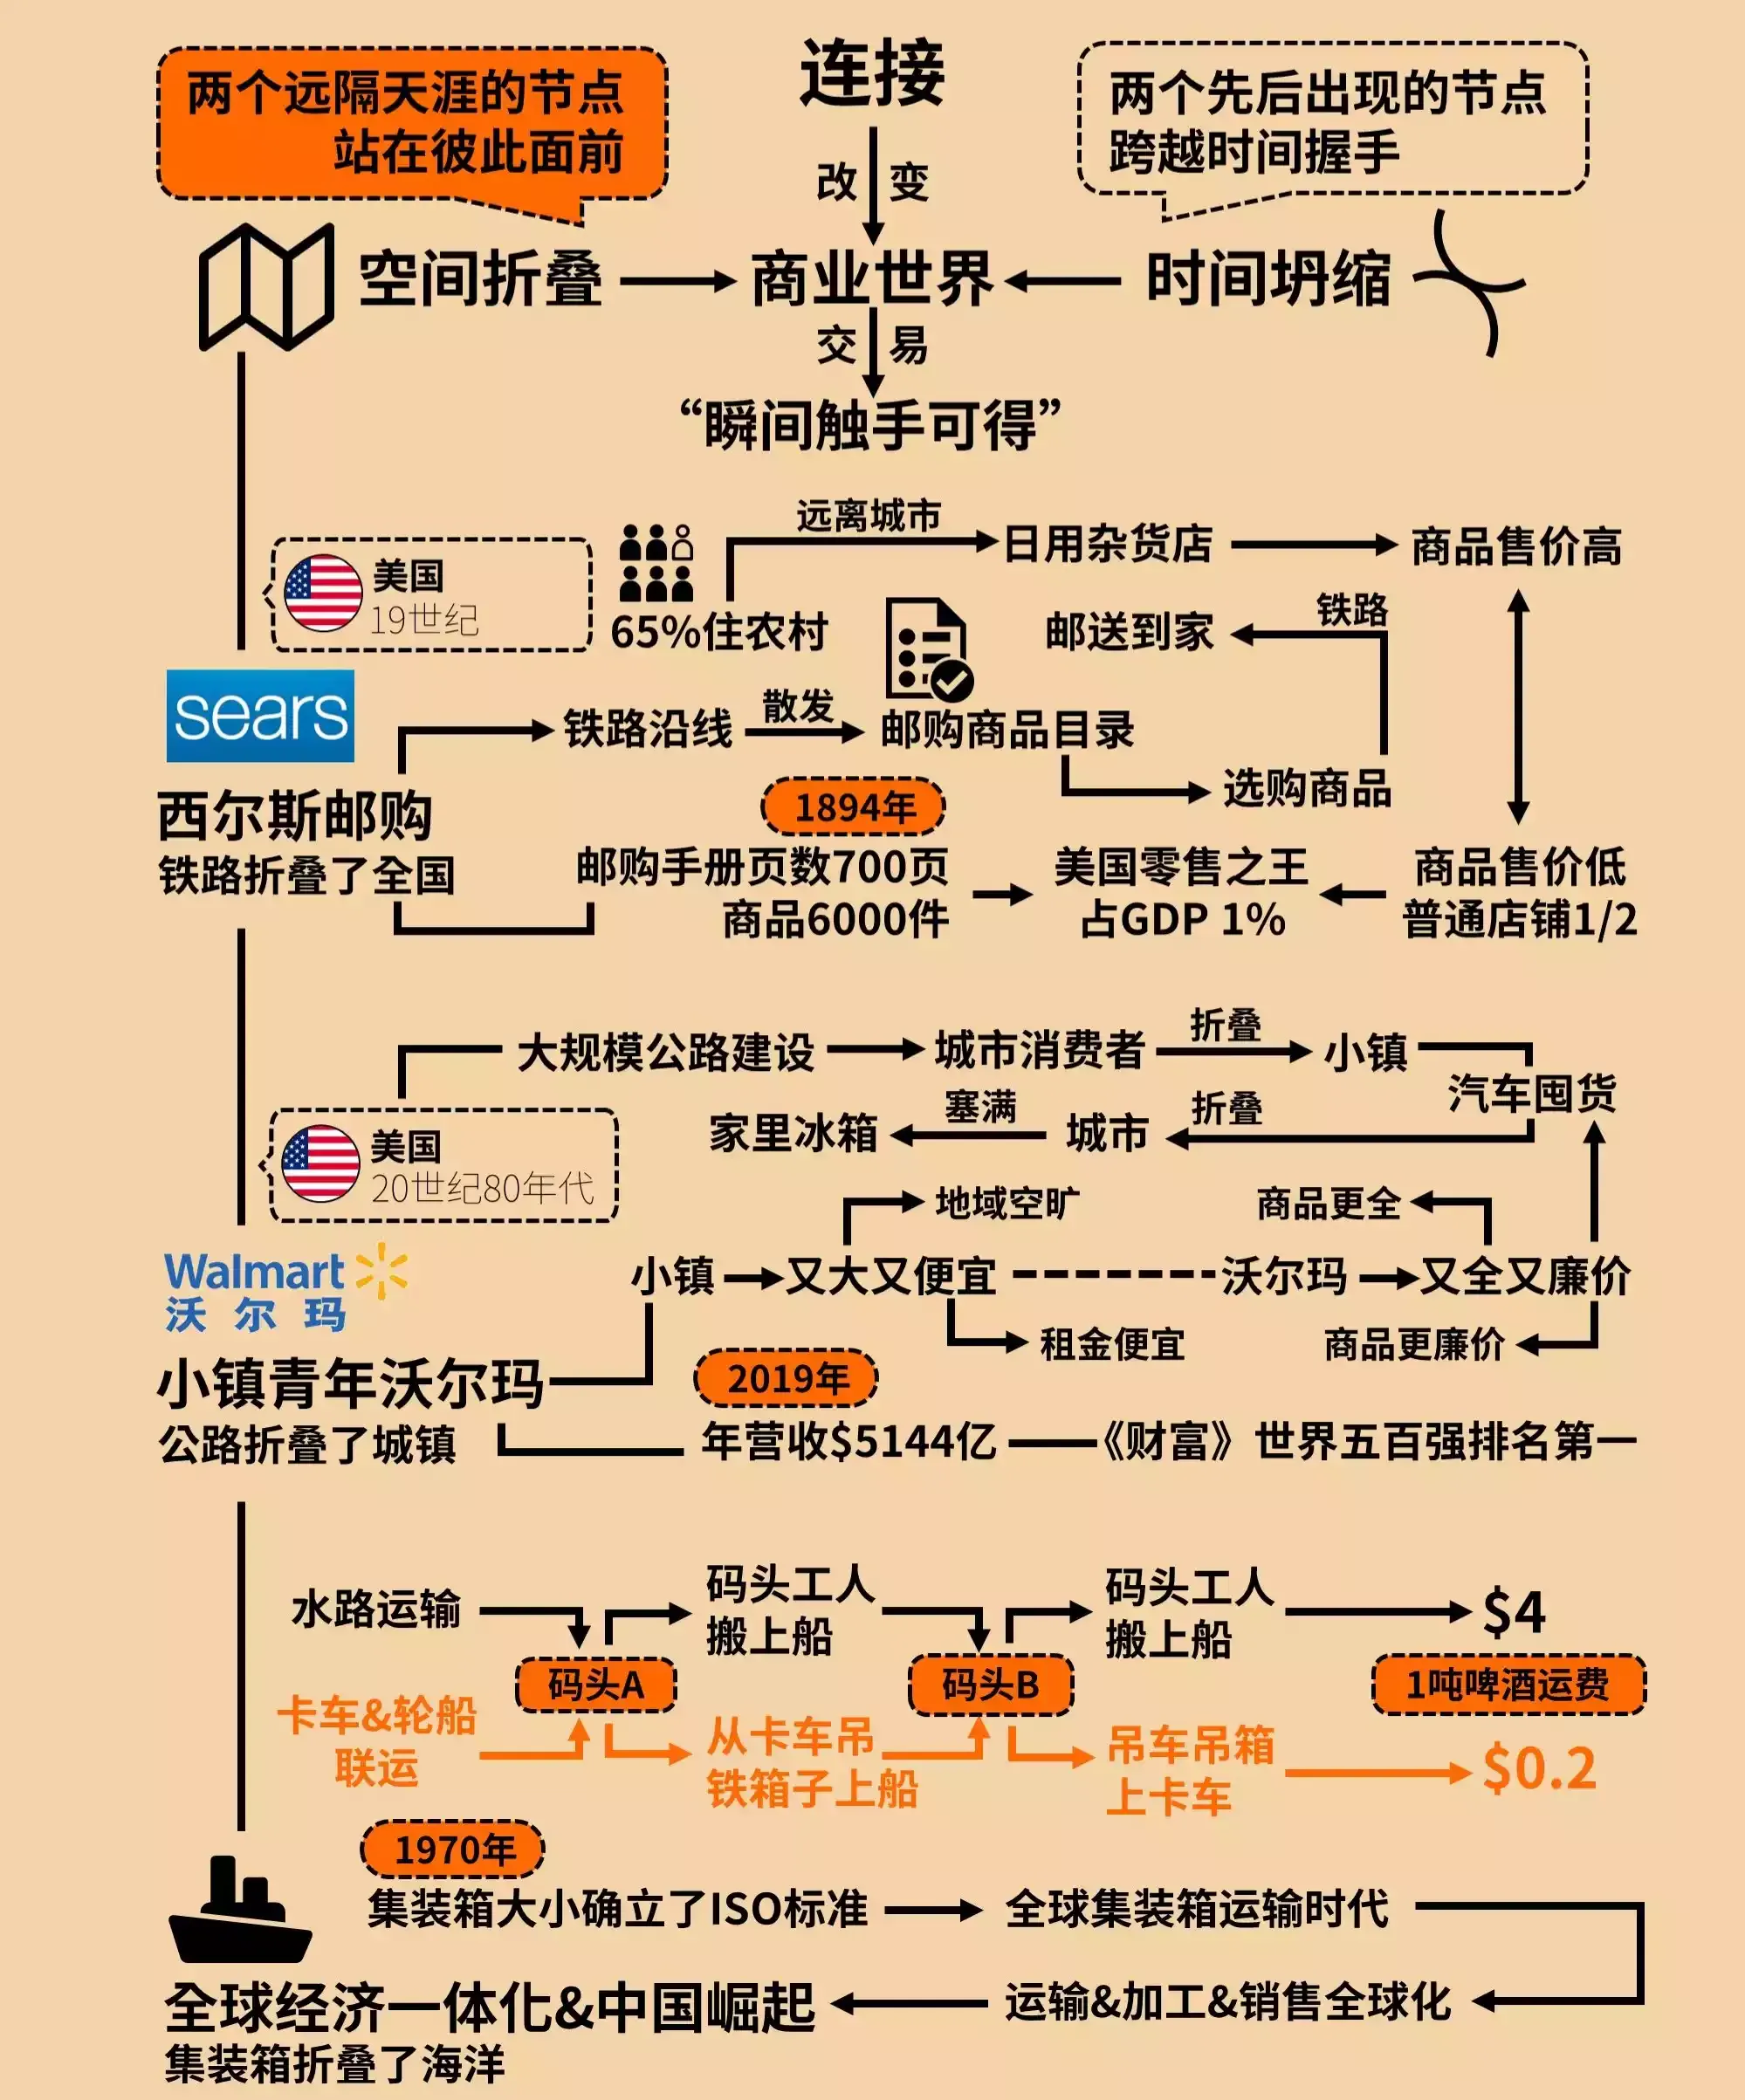 连接
两个远隔天涯的节点
站在彼此面前
两个先后出现的节点
跨越时间握手
改 变
空间折叠
商业世界
时间坍缩
交 易
“瞬间触手可得”
美国
19世纪
65%住农村
远离城市
日用杂货店
商品售价高
铁路
邮送到家
sears
铁路沿线
散发
邮购商品目录
选购商品
西尔斯邮购
铁路折叠了全国
1894年
邮购手册页数700页
商品6000件
美国零售之王
占GDP 1%
商品售价低
普通店铺1/2
大规模公路建设
城市消费者
折叠
小镇
汽车囤货
折叠
城市
塞满
家里冰箱
美国
20世纪80年代
地域空旷
商品更全
Walmart
沃尔玛
小镇
又大又便宜
沃尔玛
又全又廉价
租金便宜
商品更廉价
小镇青年沃尔玛
公路折叠了城镇
2019年
年营收$5144亿
《财富》世界五百强排名第一
水路运输
码头工人
搬上船
码头工人
搬上船
$4
码头A
码头B
1吨啤酒运费
卡车&轮船
联运
从卡车吊
铁箱子上船
吊车吊箱
上卡车
$0.2
1970年
集装箱大小确立了ISO标准
全球集装箱运输时代
全球经济一体化&中国崛起
运输&加工&销售全球化
集装箱折叠了海洋